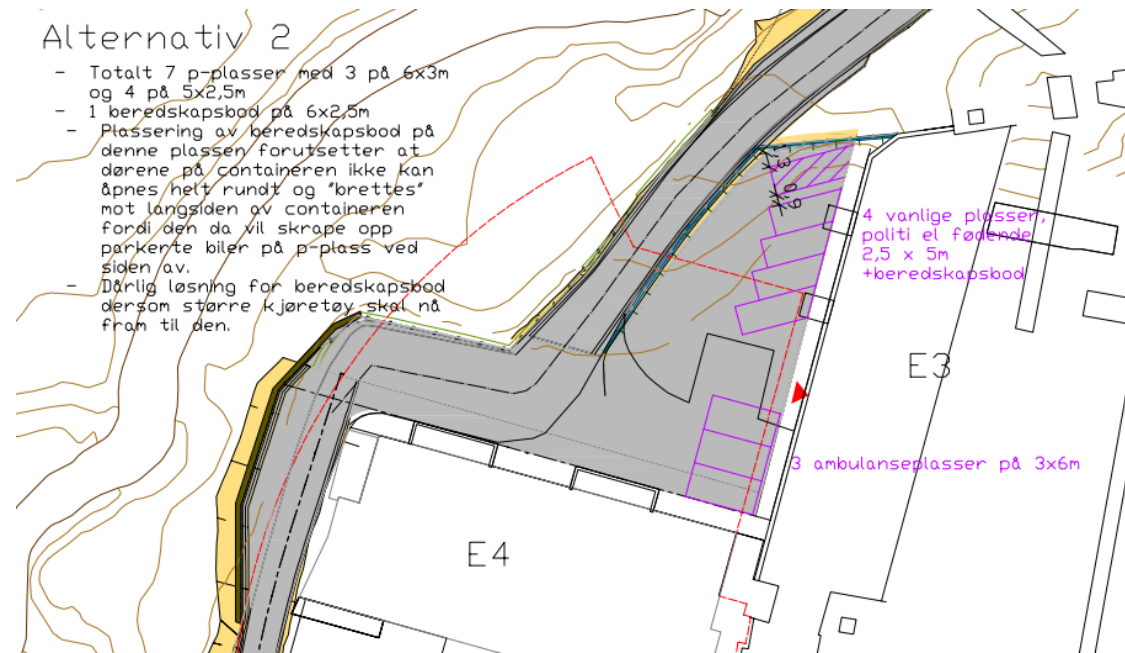 Alternativ 2
- Totalt 7 p-plasser med 3 på 6x3m
og 4 på 5x2,5m
- 1 beredskapsbod på 6x2,5m
- Plassering av beredskapsbod på
denne plassen forutsetter at
dørene på containeren ikke kan
åpnes helt rundt og "brettes"
mot langsiden av containeren
fordi den da vil skrape opp
parkerte biler på p-plass ved
siden av.
- Dårlig løsning for beredskapsbod
dersom større kjøretøy skal nå
fram til den.
4 vanlige plasser,
politi el fødende
2,5 x 5m
+beredskapsbod
E3
3 ambulanseplasser på 3x6m
E4